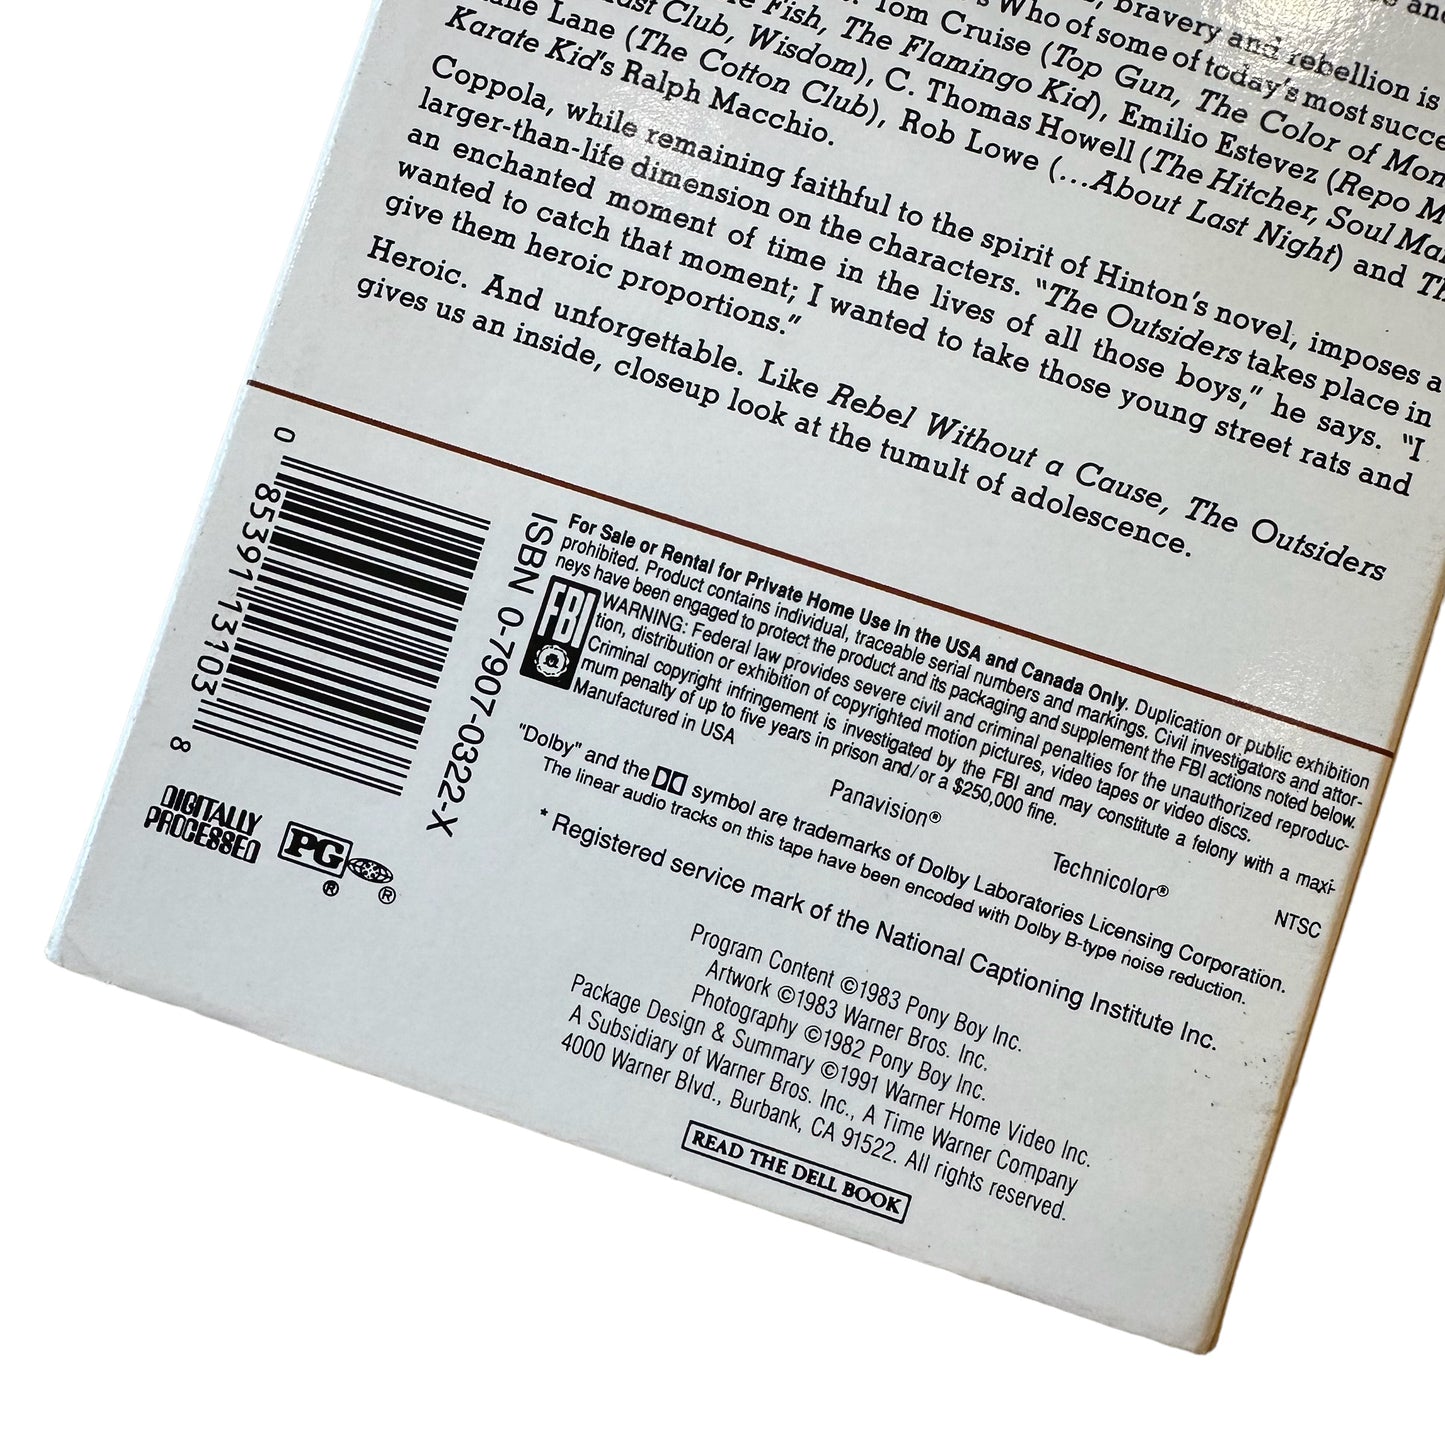 bravery and rebellion is
Who of some of today's most succe
Fish, The Flamingo Kid), Tom Cruise (Top Gun, The Color of Mon
Club, Wisdom), C. Thomas Howell (The Hitcher, Soul Ma
Lane (The Cotton Club), Rob Lowe (...About Last Night) and Th
Emilio Estevez (Repo M
Karate Kid's Ralph Macchio.
Coppola, while remaining faithful to the spirit of Hinton's novel, imposes a
larger-than-life dimension on the characters. "The Outsiders takes place in
an enchanted moment of time in the lives of all those boys," he says. "I
wanted to catch that moment; I wanted to take those young street rats and
give them heroic proportions."
Heroic. And unforgettable. Like Rebel Without a Cause, The Outsiders
gives us an inside, closeup look at the tumult of adolescence.
0
85391 13103
8
ISBN 0-7907-0322-X
DIGITALLY
PROCESSED
PG
®
®
For Sale or Rental for Private Home Use in the USA and Canada Only. Duplication or public exhibition
prohibited. Product contains individual, traceable serial numbers and markings. Civil investigators and attor-
neys have been engaged to protect the product and its packaging and supplement the FBI actions noted below.
FBI
WARNING: Federal law provides severe civil and criminal penalties for the unauthorized reproduc-
tion, distribution or exhibition of copyrighted motion pictures, video tapes or video discs.
Criminal copyright infringement is investigated by the FBI and may constitute a felony with a maxi-
mum penalty of up to five years in prison and/or a $250,000 fine.
Manufactured in USA
Panavision®
Technicolor®
NTSC
"Dolby" and the symbol are trademarks of Dolby Laboratories Licensing Corporation.
The linear audio tracks on this tape have been encoded with Dolby B-type noise reduction.
* Registered service mark of the National Captioning Institute Inc.
Program Content ©1983 Pony Boy Inc.
Artwork ©1983 Warner Bros. Inc.
Photography ©1982 Pony Boy Inc.
Package Design & Summary ©1991 Warner Home Video Inc.
A Subsidiary of Warner Bros. Inc., A Time Warner Company
4000 Warner Blvd., Burbank, CA 91522. All rights reserved.
READ THE DELL BOOK